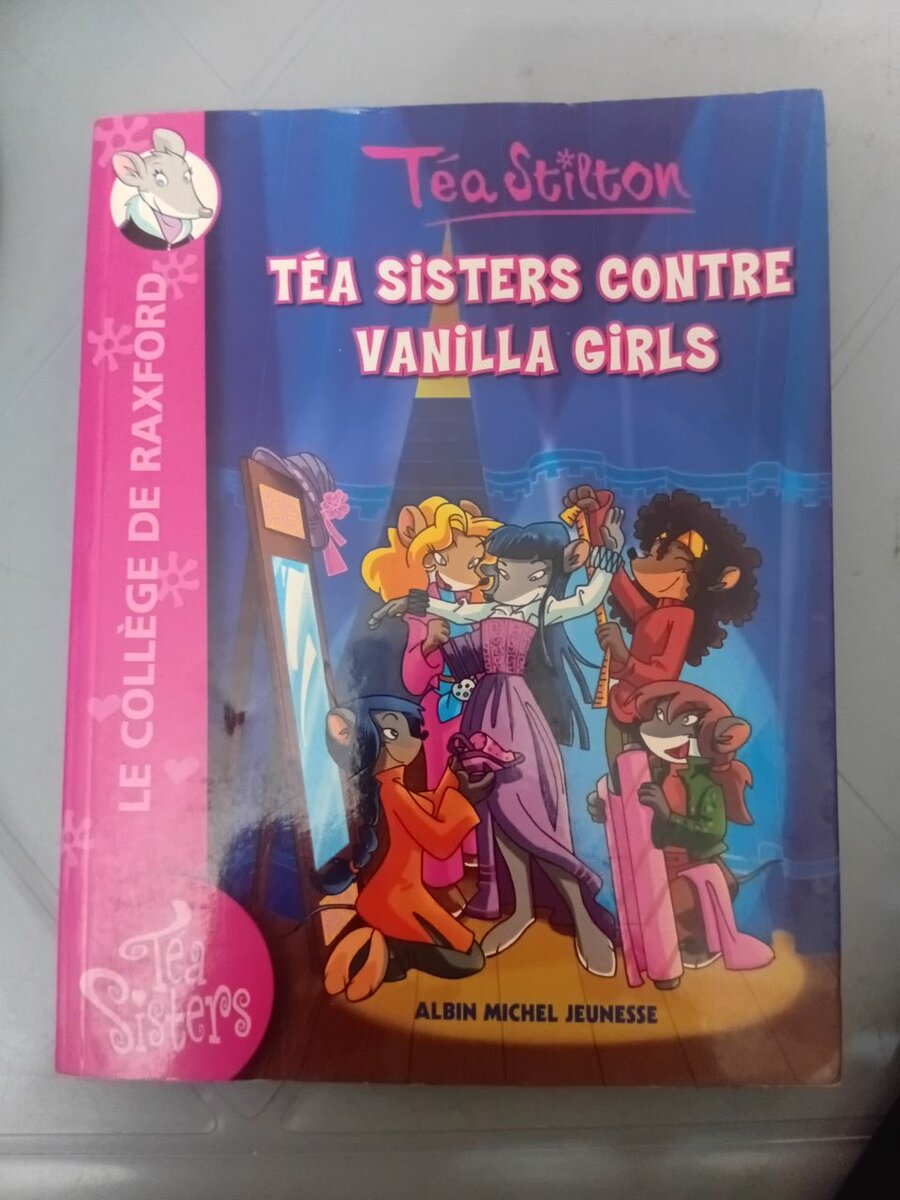 Téa Stilton
TÉA SISTERS CONTRE
VANILLA GIRLS
LE COLLÈGE DE RAXFORD
Téa
Sisters
ALBIN MICHEL JEUNESSE